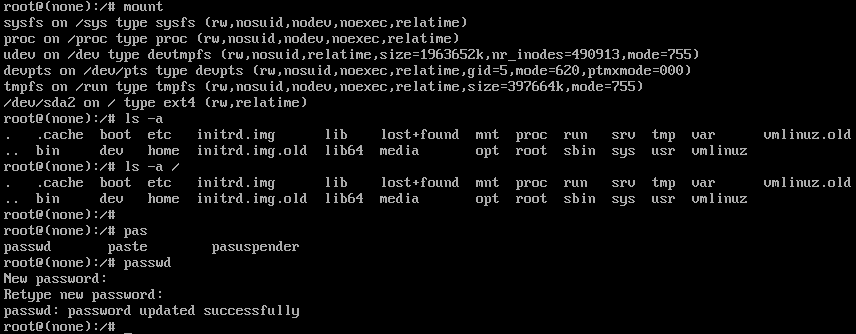 root@(none):/# mount
sysfs on /sys type sysfs (rw,nosuid,nodev,noexec,relatime)
proc on /proc type proc (rw,nosuid,nodev,noexec,relatime)
udev on /dev type devtmpfs (rw,nosuid,relatime,size=1963652k,nr_inodes=490913,mode=755)
devpts on /dev/pts type devpts (rw,nosuid,noexec,relatime,gid=5,mode=620,ptmxmode=000)
tmpfs on /run type tmpfs (rw,nosuid,nodev,noexec,relatime,size=397664k,mode=755)
/dev/sda2 on / type ext4 (rw,relatime)
root@(none):/# ls -a
.   .cache  boot  etc   initrd.img      lib    lost+found  mnt  proc  run   srv  tmp  var      vmlinuz.old
..  bin     dev   home  initrd.img.old  lib64  media       opt  root  sbin  sys  usr  vmlinuz
root@(none):/# ls -a /
.   .cache  boot  etc   initrd.img      lib    lost+found  mnt  proc  run   srv  tmp  var      vmlinuz.old
..  bin     dev   home  initrd.img.old  lib64  media       opt  root  sbin  sys  usr  vmlinuz
root@(none):/#
root@(none):/# pas
passwd       paste        pasuspender
root@(none):/# passwd
New password:
Retype new password:
passwd: password updated successfully
root@(none):/# _